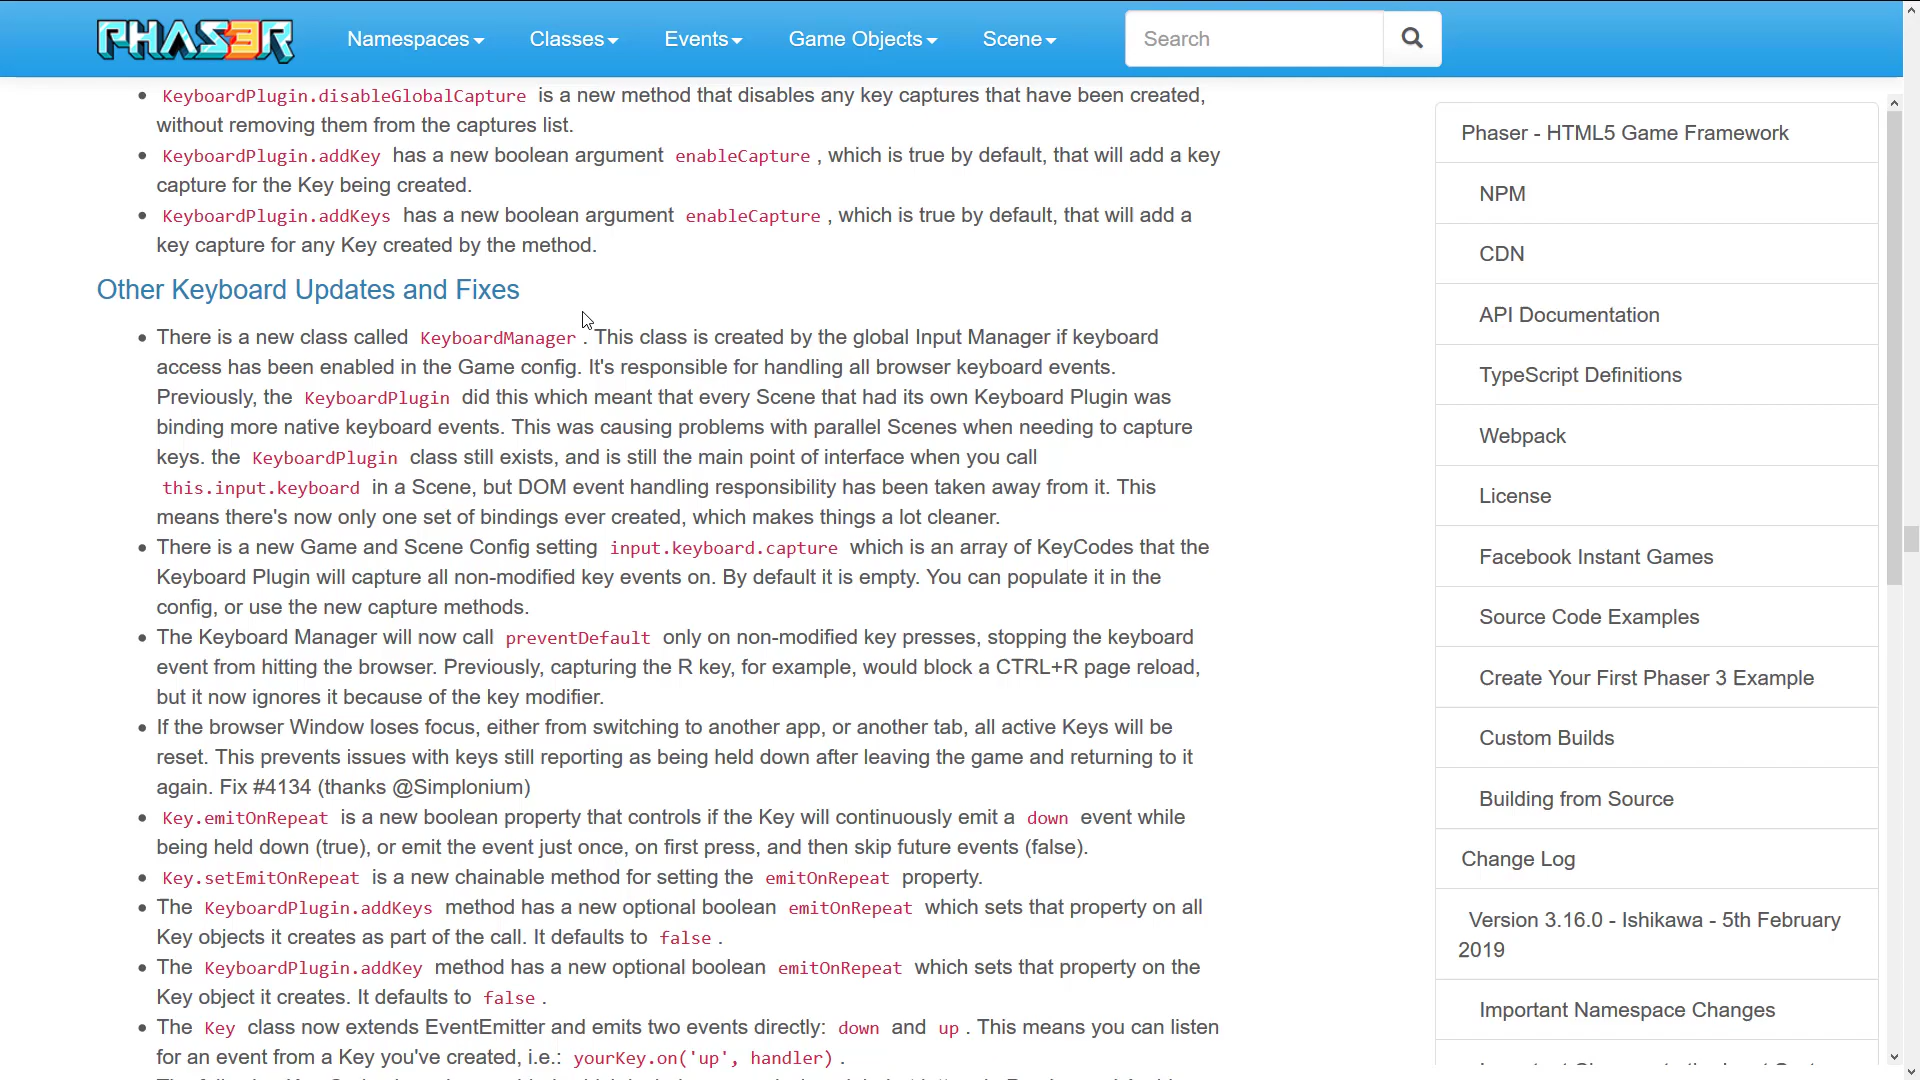 PHASER
Namespaces
Classes
Events
Game Objects
Scene
Search
KeyboardPlugin.disableGlobalCapture is a new method that disables any key captures that have been created,
without removing them from the captures list.
KeyboardPlugin.addKey has a new boolean argument enableCapture , which is true by default, that will add a key
capture for the Key being created.
KeyboardPlugin.addKeys has a new boolean argument enableCapture , which is true by default, that will add a
key capture for any Key created by the method.
Other Keyboard Updates and Fixes
There is a new class called KeyboardManager . This class is created by the global Input Manager if keyboard
access has been enabled in the Game config. It's responsible for handling all browser keyboard events.
Previously, the KeyboardPlugin did this which meant that every Scene that had its own Keyboard Plugin was
binding more native keyboard events. This was causing problems with parallel Scenes when needing to capture
keys. the KeyboardPlugin class still exists, and is still the main point of interface when you call
this.input.keyboard in a Scene, but DOM event handling responsibility has been taken away from it. This
means there's now only one set of bindings ever created, which makes things a lot cleaner.
There is a new Game and Scene Config setting input.keyboard.capture which is an array of KeyCodes that the
Keyboard Plugin will capture all non-modified key events on. By default it is empty. You can populate it in the
config, or use the new capture methods.
The Keyboard Manager will now call preventDefault only on non-modified key presses, stopping the keyboard
event from hitting the browser. Previously, capturing the R key, for example, would block a CTRL+R page reload,
but it now ignores it because of the key modifier.
If the browser Window loses focus, either from switching to another app, or another tab, all active Keys will be
reset. This prevents issues with keys still reporting as being held down after leaving the game and returning to it
again. Fix #4134 (thanks @Simplonium)
Key.emitOnRepeat is a new boolean property that controls if the Key will continuously emit a down event while
being held down (true), or emit the event just once, on first press, and then skip future events (false).
Key.setEmitOnRepeat is a new chainable method for setting the emitOnRepeat property.
The KeyboardPlugin.addKeys method has a new optional boolean emitOnRepeat which sets that property on all
Key objects it creates as part of the call. It defaults to false .
The KeyboardPlugin.addKey method has a new optional boolean emitOnRepeat which sets that property on the
Key object it creates. It defaults to false .
The Key class now extends EventEmitter and emits two events directly: down and up . This means you can listen
for an event from a Key you've created, i.e.: yourKey.on('up', handler) .
Phaser - HTML5 Game Framework
NPM
CDN
API Documentation
TypeScript Definitions
Webpack
License
Facebook Instant Games
Source Code Examples
Create Your First Phaser 3 Example
Custom Builds
Building from Source
Change Log
Version 3.16.0 - Ishikawa - 5th February
2019
Important Namespace Changes